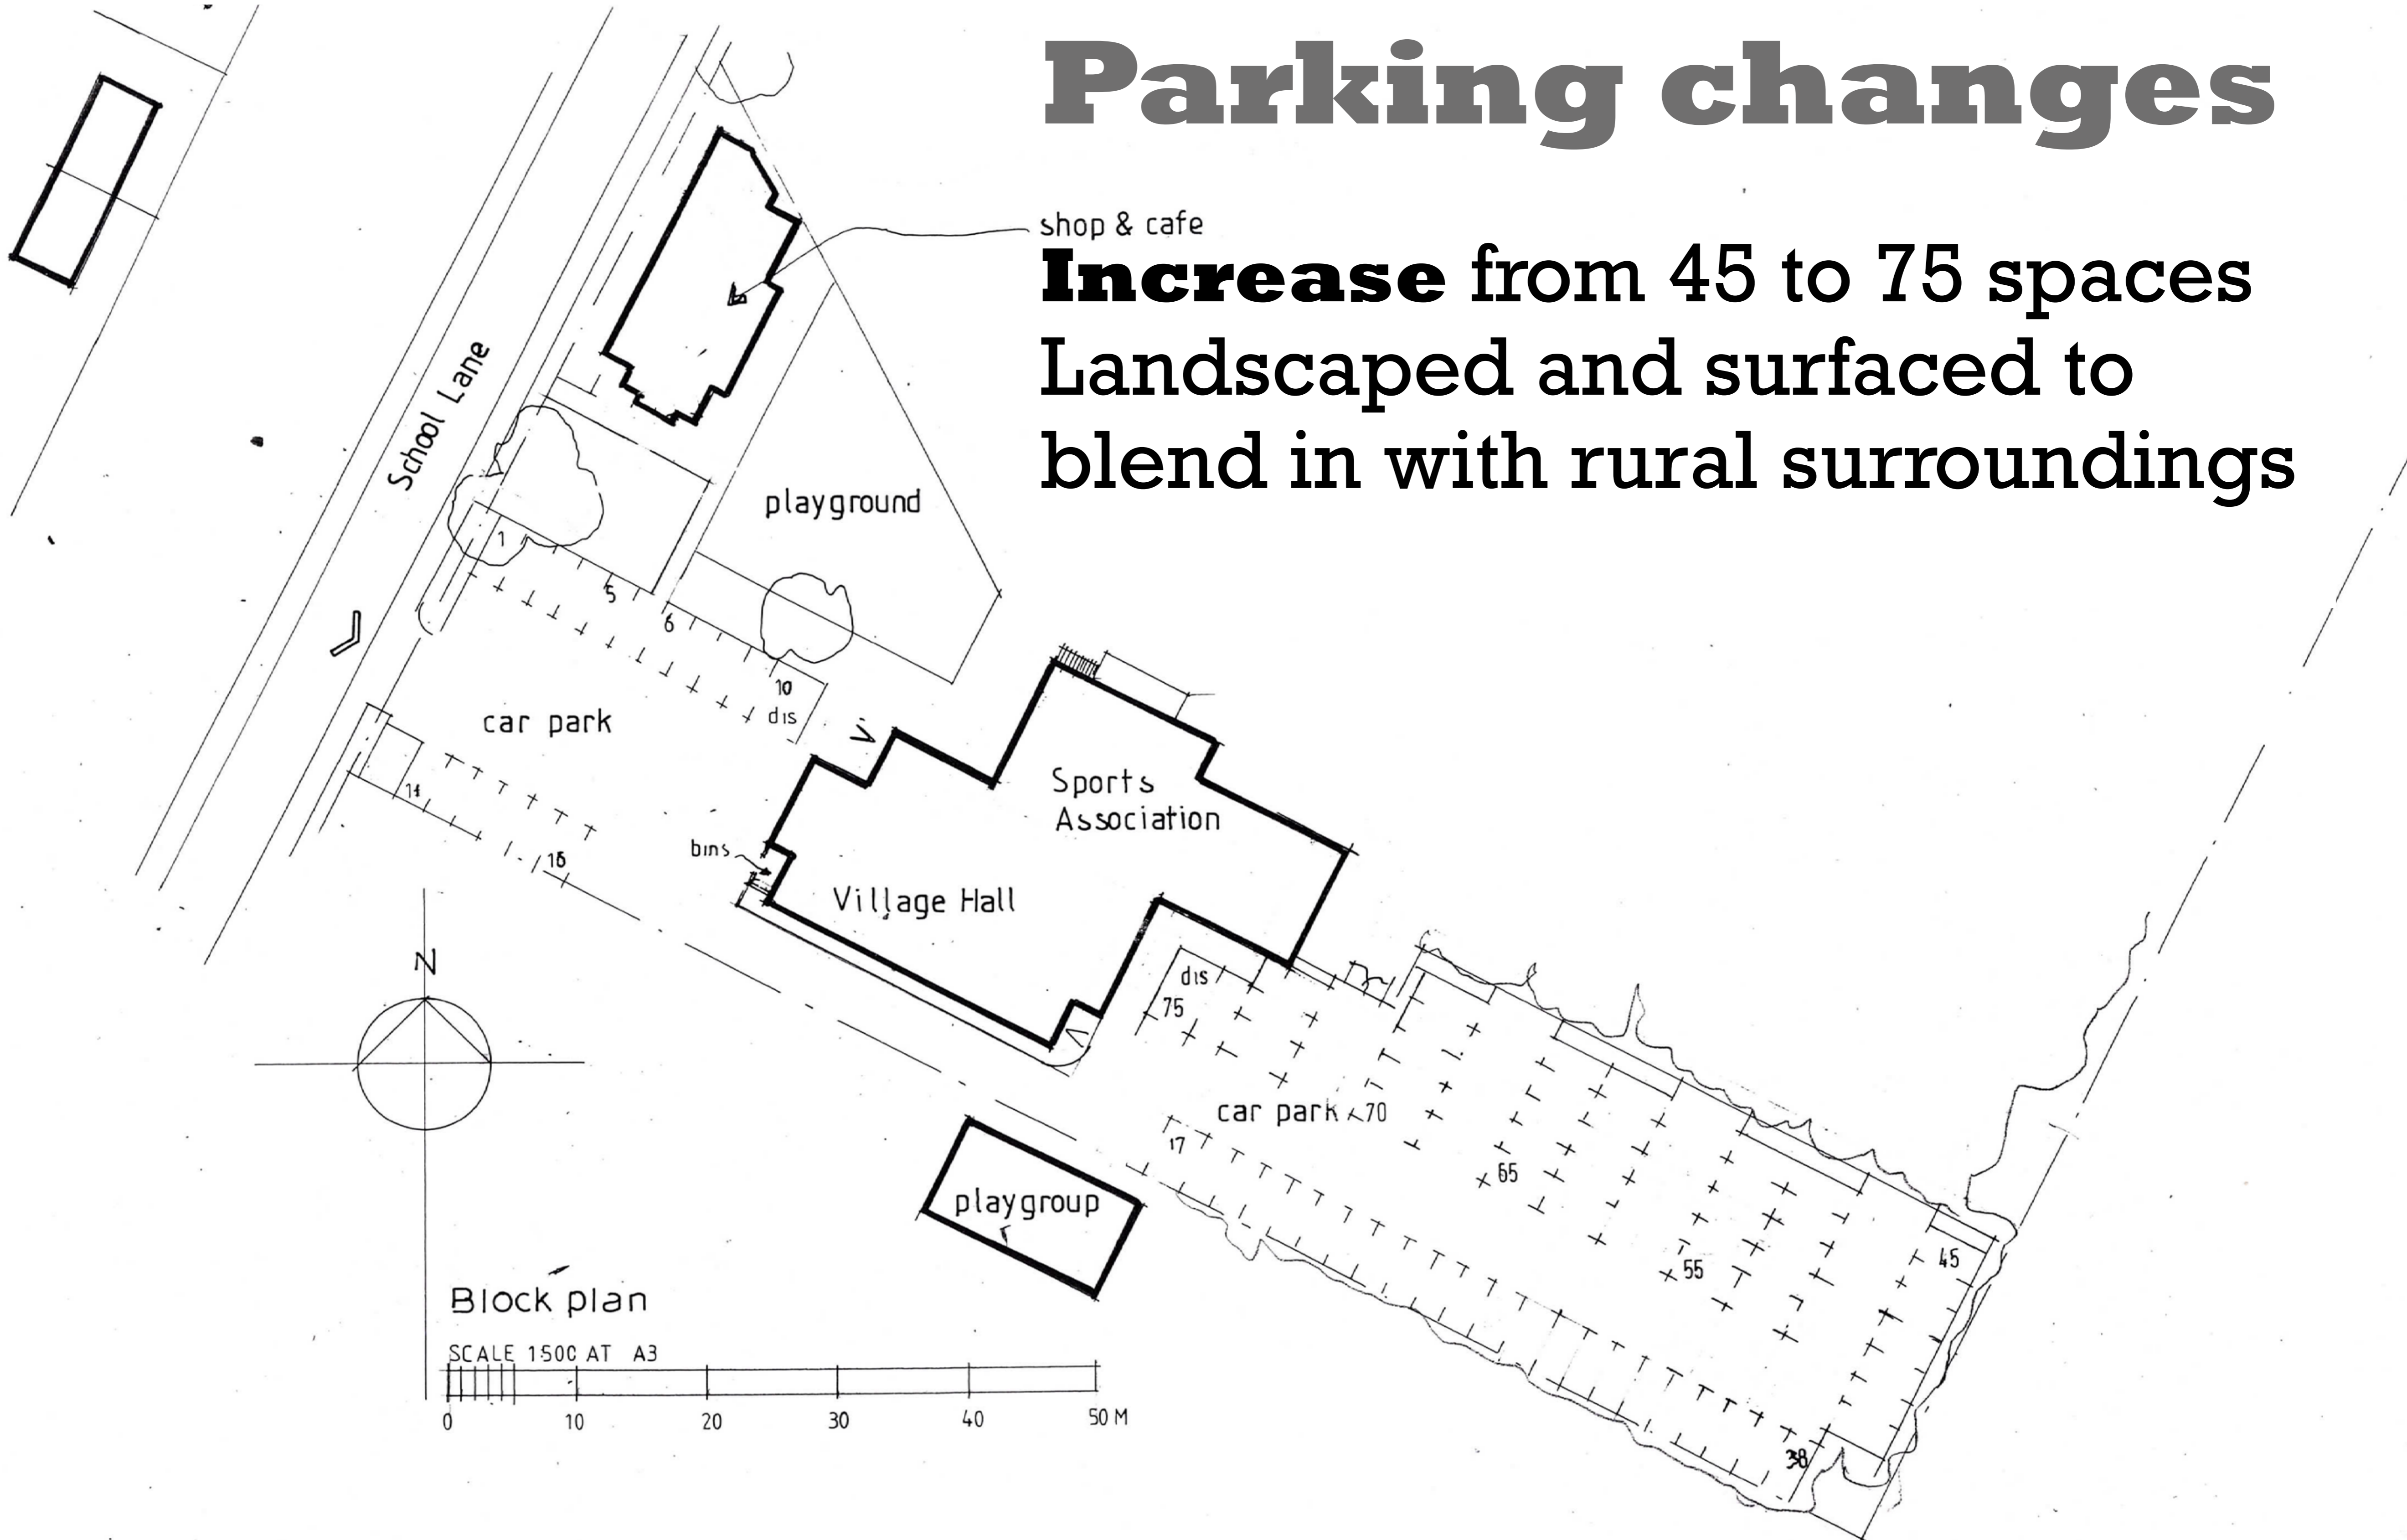 Parking changes
shop & cafe
Increase from 45 to 75 spaces
Landscaped and surfaced to
blend in with rural surroundings
School Lane
playground
1
5
6
10
dis
car park
11
16
bins
Sports
Association
Village Hall
N
dis
75
car park
70
17
65
playgroup
55
45
38
Block plan
SCALE 1:500 AT A3
0 10 20 30 40 50 M